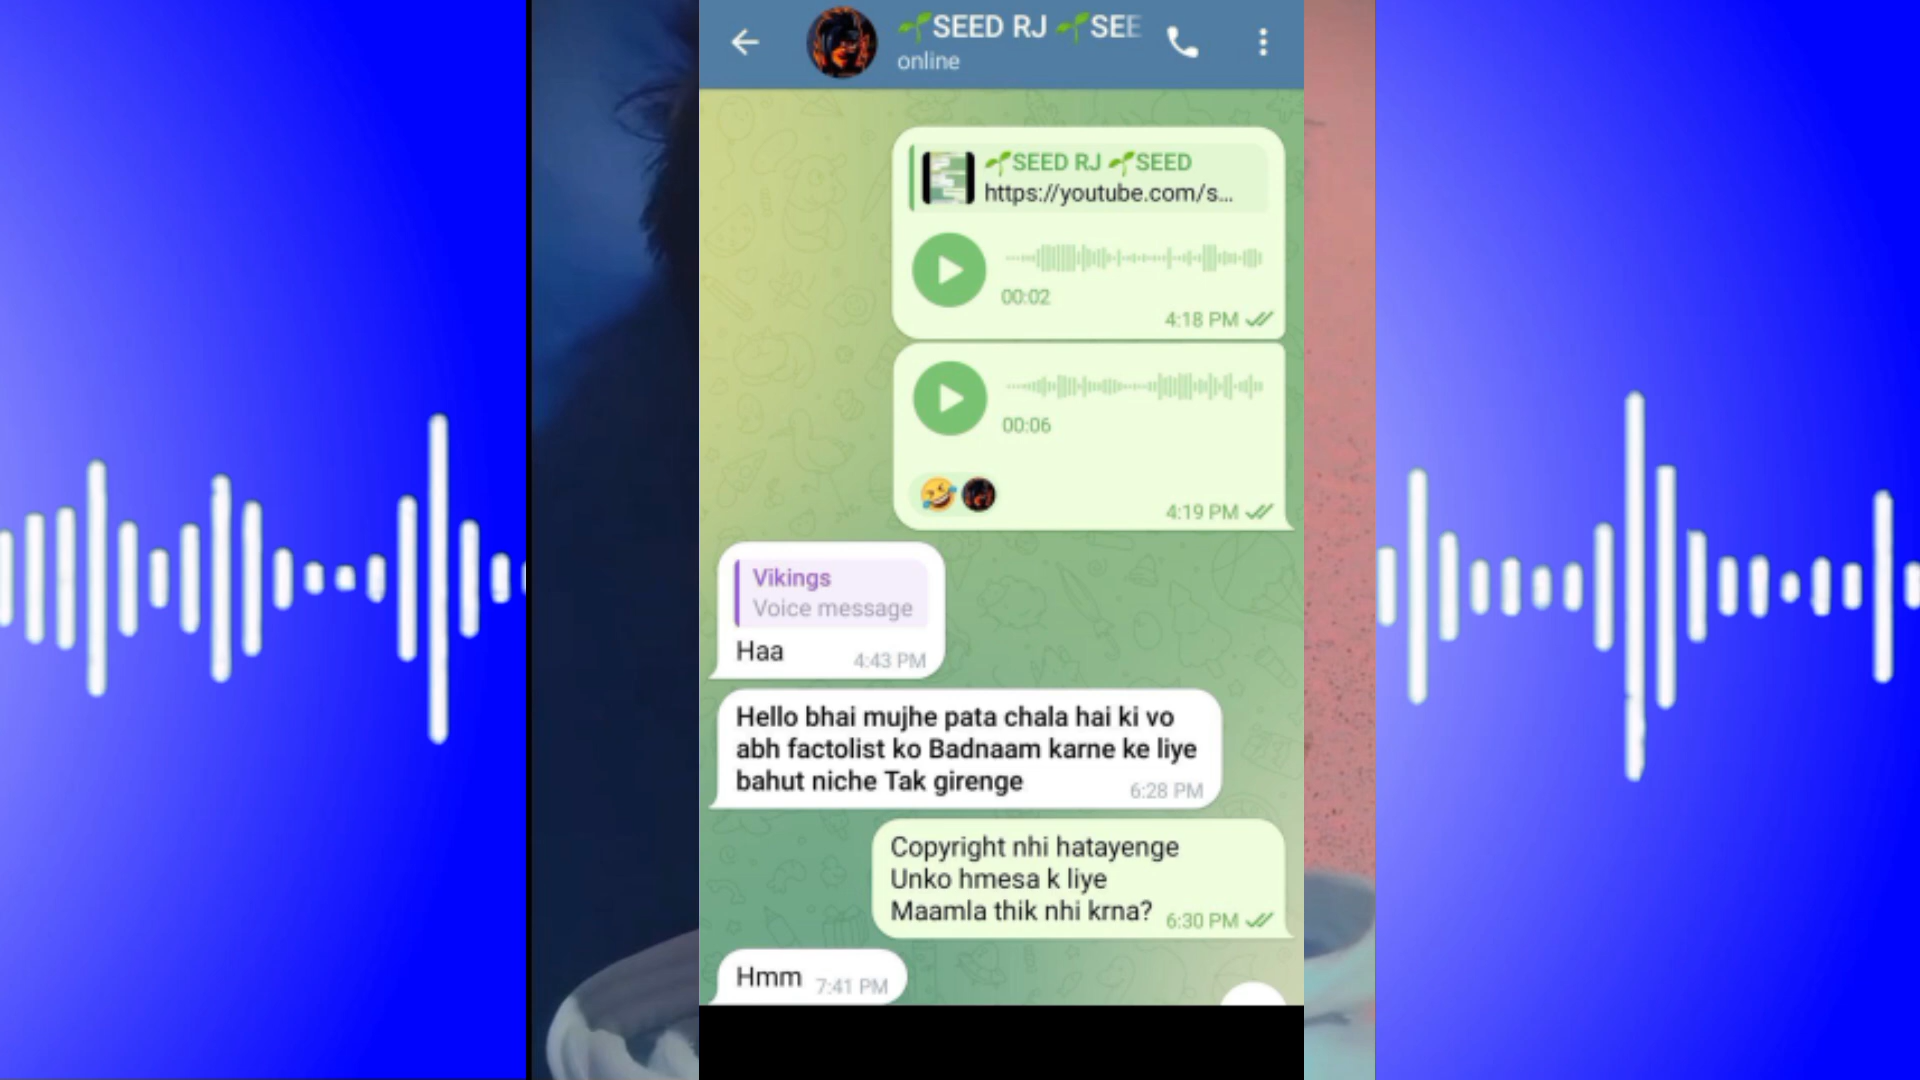 🌱SEED RJ 🌱SEE
online
🌱SEED RJ 🌱SEED
https://youtube.com/s...
00:02
4:18 PM
00:06
4:19 PM
Vikings
Voice message
Haa
4:43 PM
Hello bhai mujhe pata chala hai ki vo
abh factolist ko Badnaam karne ke liye
bahut niche Tak girenge
6:28 PM
Copyright nhi hatayenge
Unko hmesa k liye
Maamla thik nhi krna?
6:30 PM
Hmm
7:41 PM